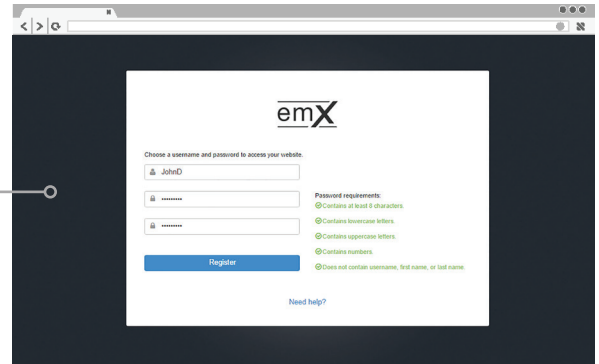 emX
Choose a username and password to access your website.
JohnD
Password requirements:
Contains at least 8 characters.
Contains lowercase letters.
Contains uppercase letters.
Contains numbers.
Register
Does not contain username, first name, or last name.
Need help?